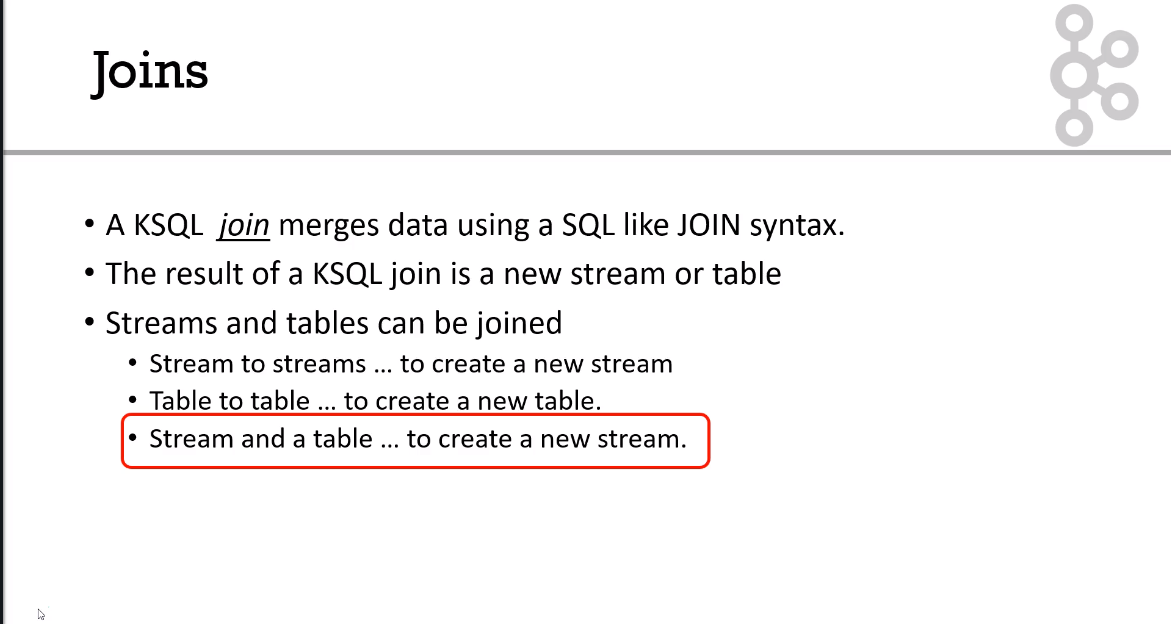 Joins
• A KSQL join merges data using a SQL like JOIN syntax.
• The result of a KSQL join is a new stream or table
• Streams and tables can be joined
• Stream to streams ... to create a new stream
• Table to table ... to create a new table.
• Stream and a table ... to create a new stream.